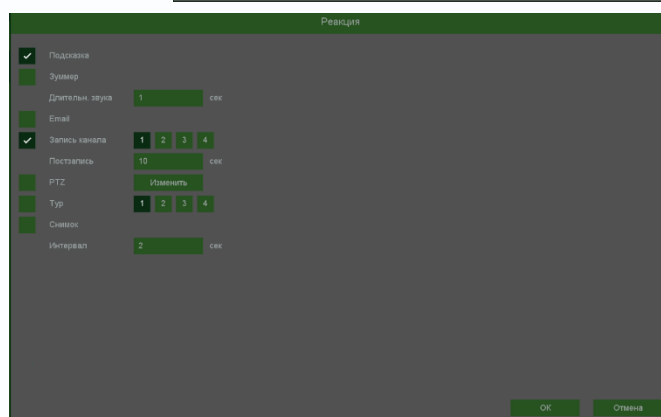 Реакция
Подсказка
Зуммер
Длительн. звука 1 сек
Email
Запись канала 1 2 3 4
Постзапись 10 сек
PTZ Изменить
Тур 1 2 3 4
Снимок
Интервал 2 сек
OK Отмена